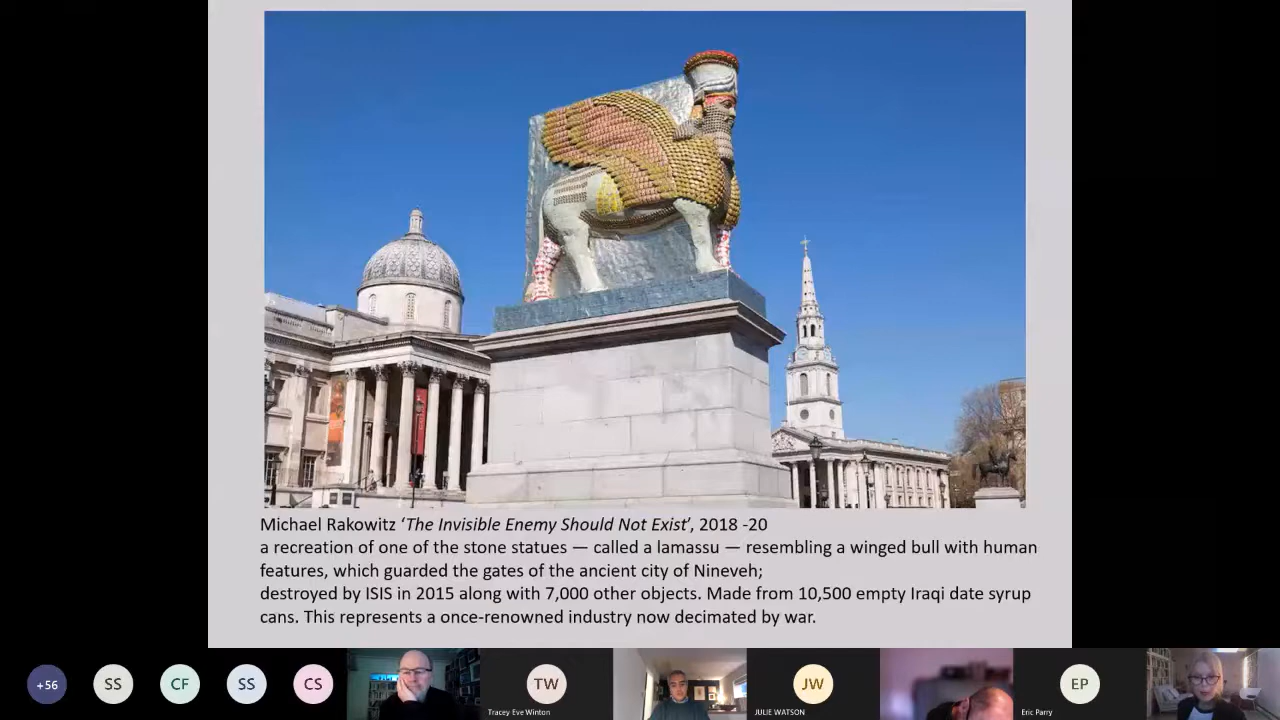 Michael Rakowitz ‘The Invisible Enemy Should Not Exist’, 2018 -20
a recreation of one of the stone statues — called a lamassu — resembling a winged bull with human
features, which guarded the gates of the ancient city of Nineveh;
destroyed by ISIS in 2015 along with 7,000 other objects. Made from 10,500 empty Iraqi date syrup
cans. This represents a once-renowned industry now decimated by war.
+56
SS
CF
SS
CS
TW
Tracey Eve Winton
JW
JULIE WATSON
EP
Eric Parry